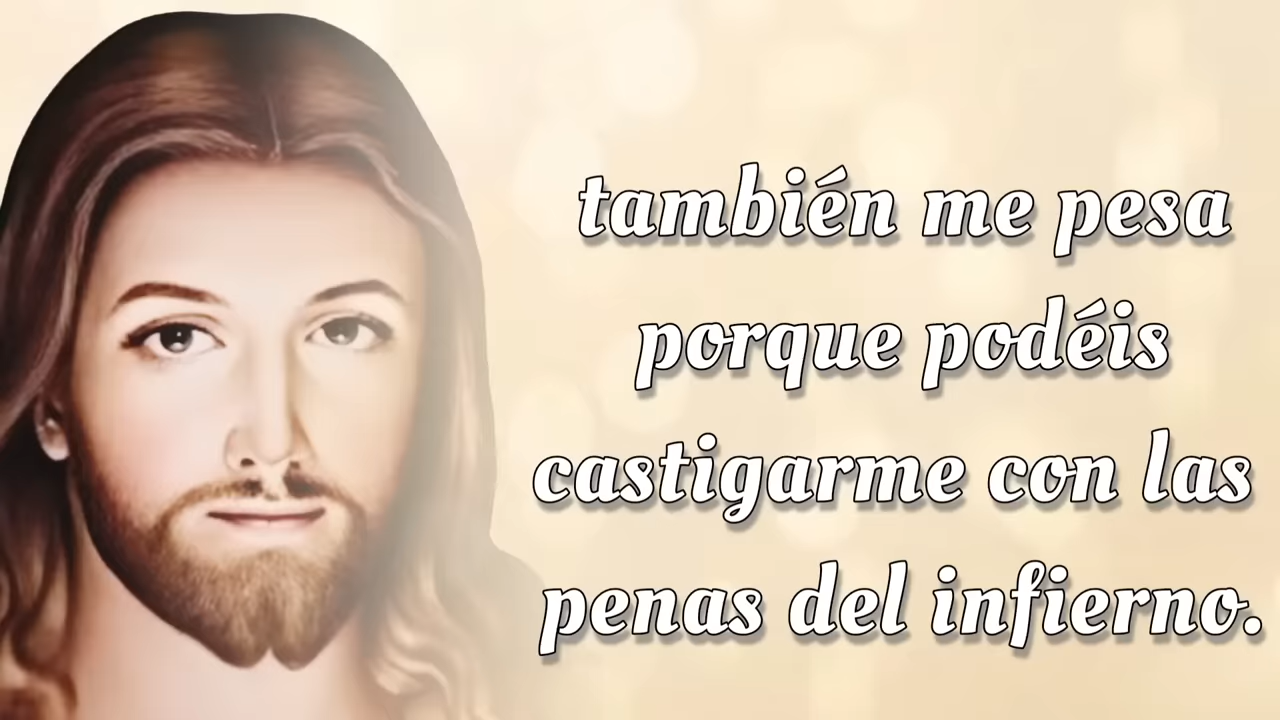 también me pesa
porque podéis
castigarme con las
penas del infierno.